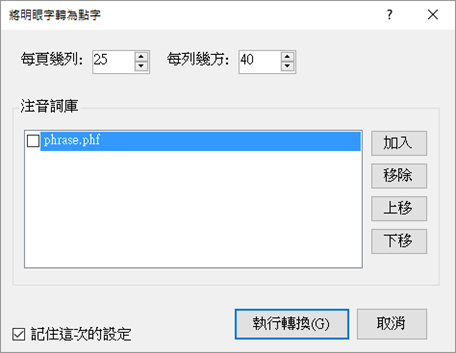 將明眼字轉為點字
每頁幾列: 25 每列幾方: 40
注音詞庫
phrase.phf
加入
移除
上移
下移
記住這次的設定 執行轉換(G) 取消